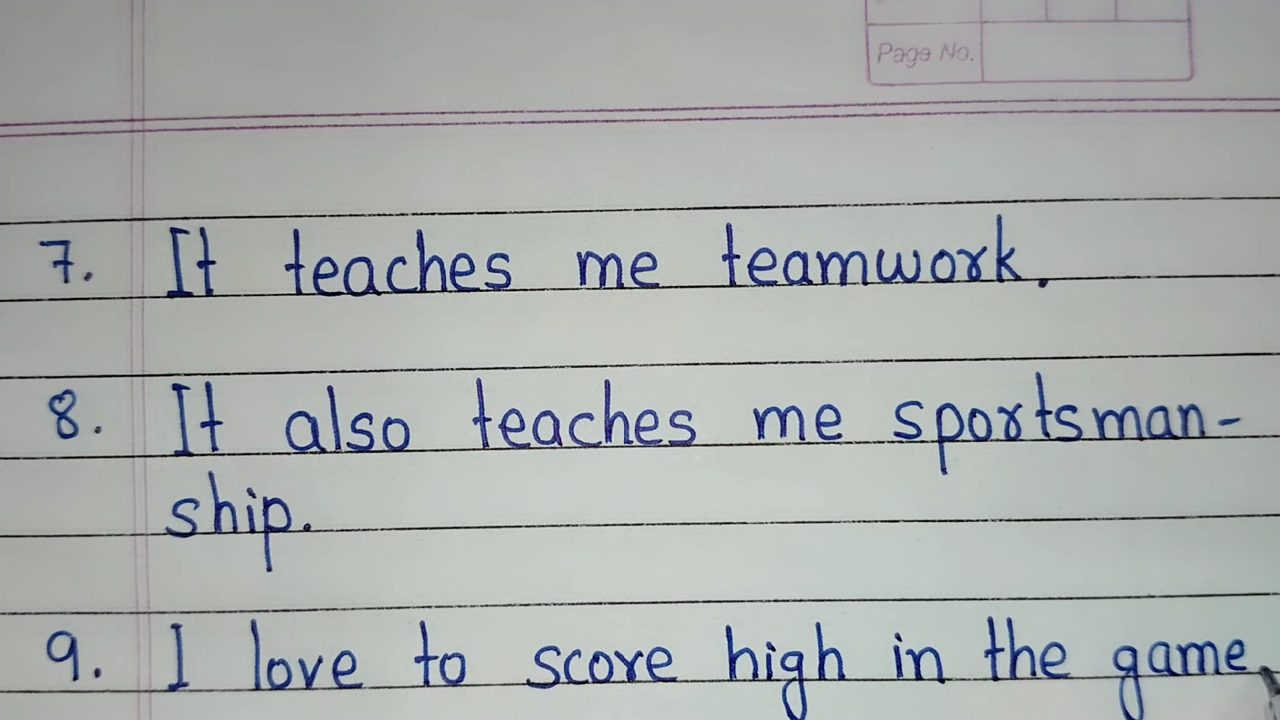 Page No.
7. It teaches me teamwork.
8. It also teaches me sportsman-
ship.
9. I love to score high in the game.